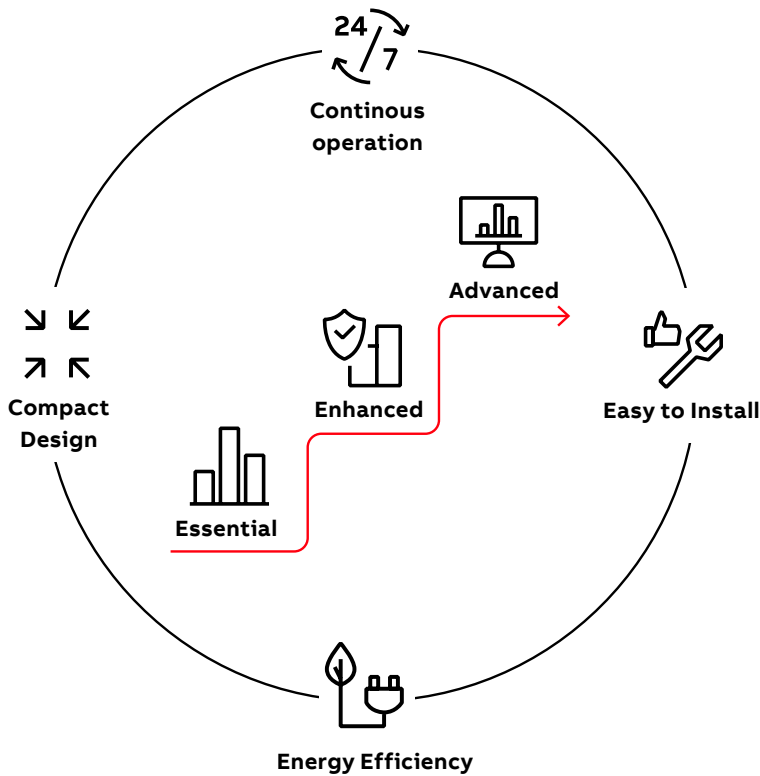 24/7
Continous
operation
Advanced
Compact
Design
Enhanced
Easy to Install
Essential
Energy Efficiency